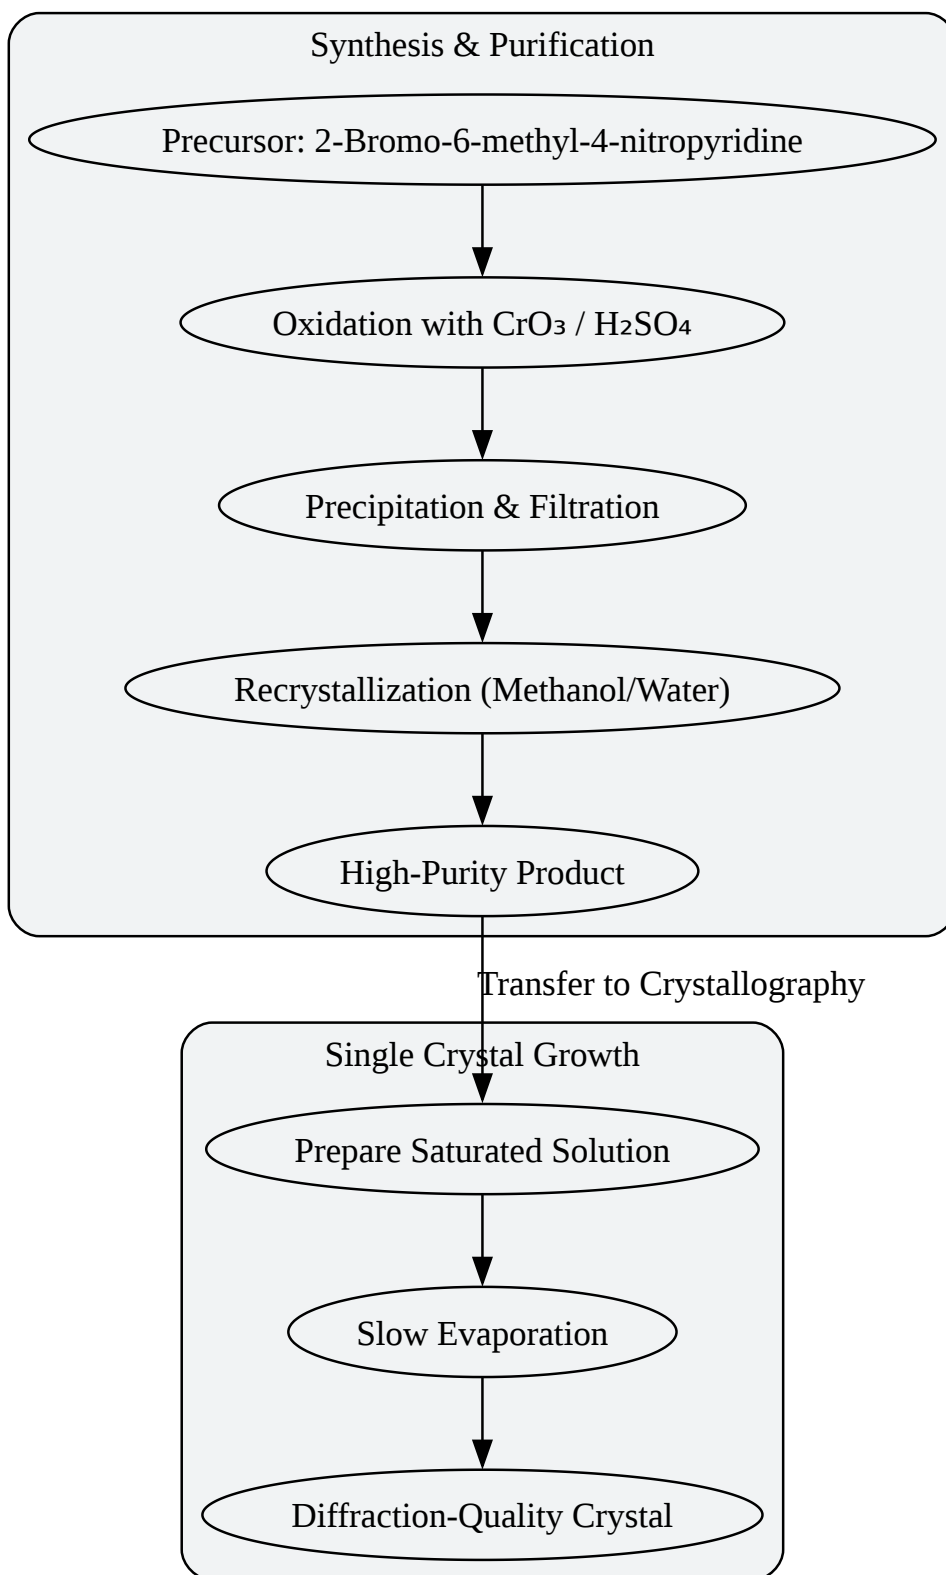 Synthesis & Purification
Precursor: 2-Bromo-6-methyl-4-nitropyridine
Oxidation with CrO₃ / H₂SO₄
Precipitation & Filtration
Recrystallization (Methanol/Water)
High-Purity Product
Transfer to Crystallography
Single Crystal Growth
Prepare Saturated Solution
Slow Evaporation
Diffraction-Quality Crystal